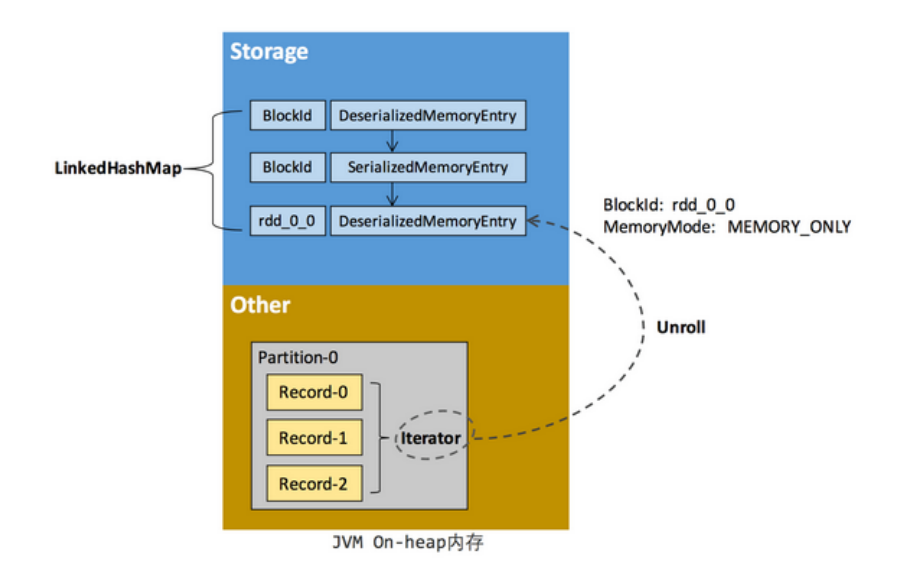 Storage
BlockId DeserializedMemoryEntry
LinkedHashMap
BlockId SerializedMemoryEntry
rdd_0_0 DeserializedMemoryEntry
BlockId: rdd_0_0
MemoryMode: MEMORY_ONLY
Other
Unroll
Partition-0
Record-0
Record-1
Iterator
Record-2
JVM On-heap内存